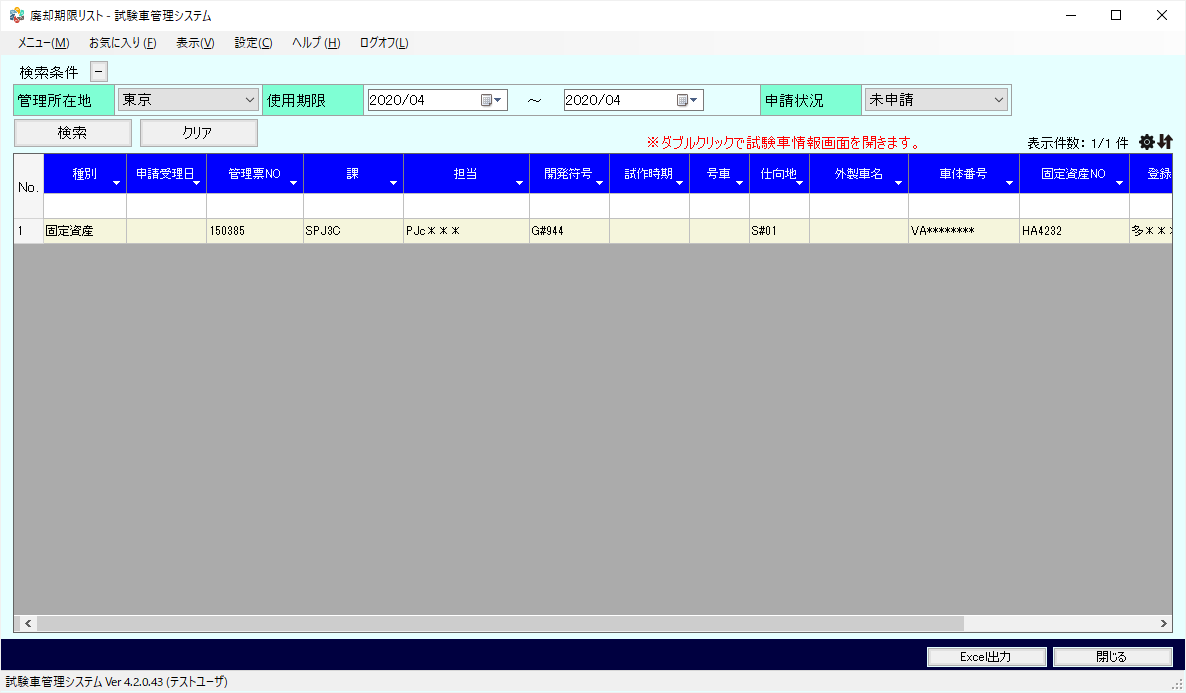 廃却期限リスト - 試験車管理システム
メニュー(M) お気に入り(F) 表示(V) 設定(C) ヘルプ(H) ログオフ(L)
検索条件 −
管理所在地 東京 使用期限 2020/04 ～ 2020/04 申請状況 未申請
検索 クリア
※ダブルクリックで試験車情報画面を開きます。 表示件数: 1/1 件
No. 種別 申請受理日 管理票NO 課 担当 開発符号 試作時期 号車 仕向地 外製車名 車体番号 固定資産NO 登録
1 固定資産 150385 SPJ3C PJc＊＊＊ G#944 S#01 VA******** HA4232 多＊＊
Excel出力 閉じる
試験車管理システム Ver 4.2.0.43 (テストユーザ)